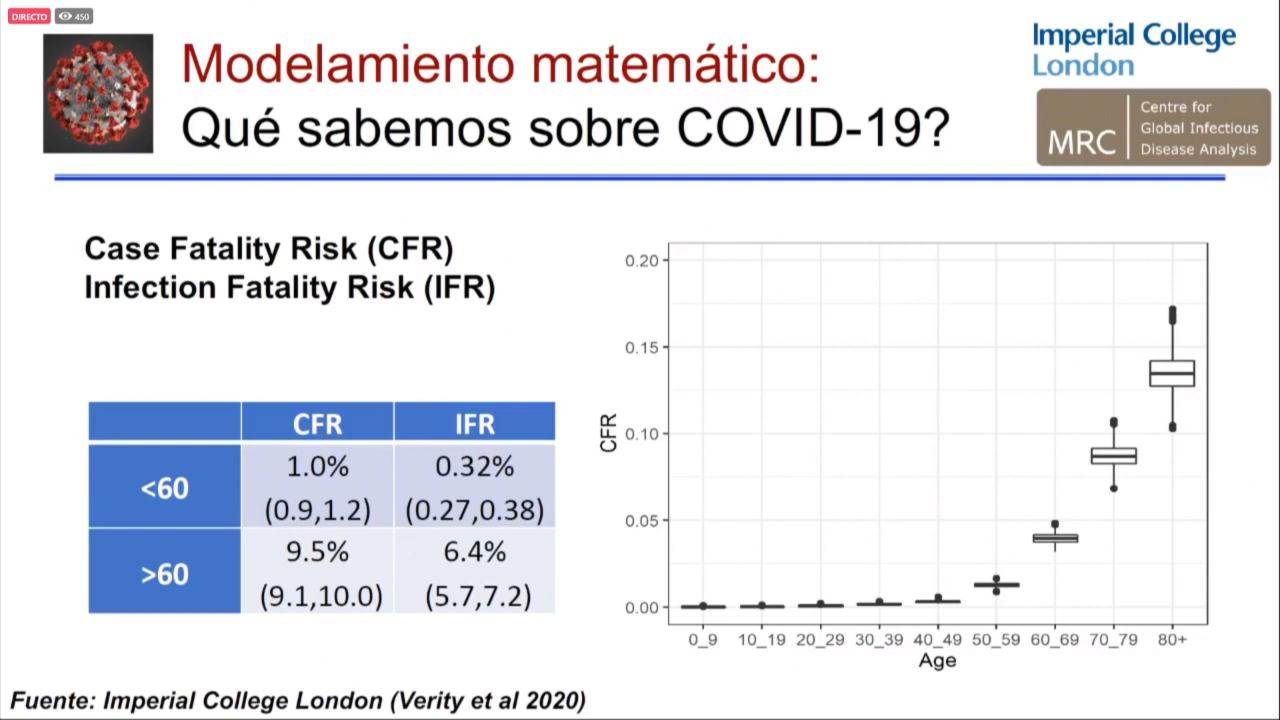 DIRECTO 450
Modelamiento matemático:
Qué sabemos sobre COVID-19?
Imperial College
London
MRC
Centre for
Global Infectious
Disease Analysis
Case Fatality Risk (CFR)
Infection Fatality Risk (IFR)
CFR IFR
<60
1.0% 0.32%
(0.9,1.2) (0.27,0.38)
>60
9.5% 6.4%
(9.1,10.0) (5.7,7.2)
CFR
0.20
0.15
0.10
0.05
0.00
0_9 10_19 20_29 30_39 40_49 50_59 60_69 70_79 80+
Age
Fuente: Imperial College London (Verity et al 2020)